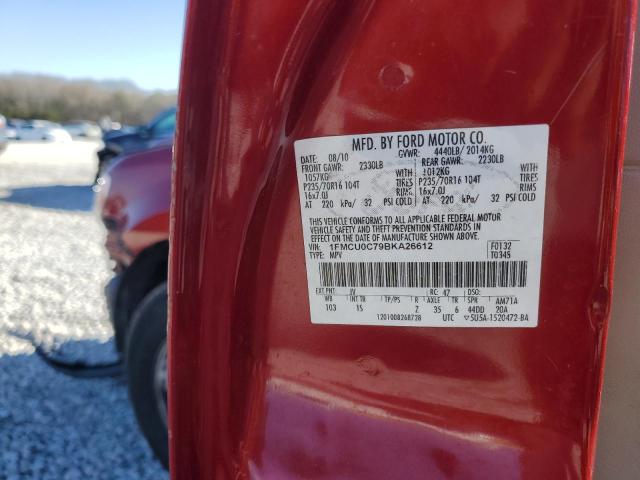 MFD. BY FORD MOTOR CO.
DATE: 08/10 GVWR: 4440LB/ 2014KG
FRONT GAWR: 2330LB REAR GAWR: 2230LB
1057KG WITH 1012KG WITH
P235/70R16 104T TIRES P235/70R16 104T TIRES
16x7.0J RIMS 16x7.0J RIMS
AT 220 kPa/ 32 PSI COLD AT 220 kPa/ 32 PSI COLD
THIS VEHICLE CONFORMS TO ALL APPLICABLE FEDERAL MOTOR
VEHICLE SAFETY AND THEFT PREVENTION STANDARDS IN
EFFECT ON THE DATE OF MANUFACTURE SHOWN ABOVE.
VIN: 1FMCU0C79BKA26612 F0132
TYPE: MPV T0345
EXT PNT: JV RC: 47 DSO:
WB INT TR TP/PS R AXLE TR SPR AM71A
103 1S Z 35 6 44DD 20A
1201008268728 UTC 5U5A-1520472-BA